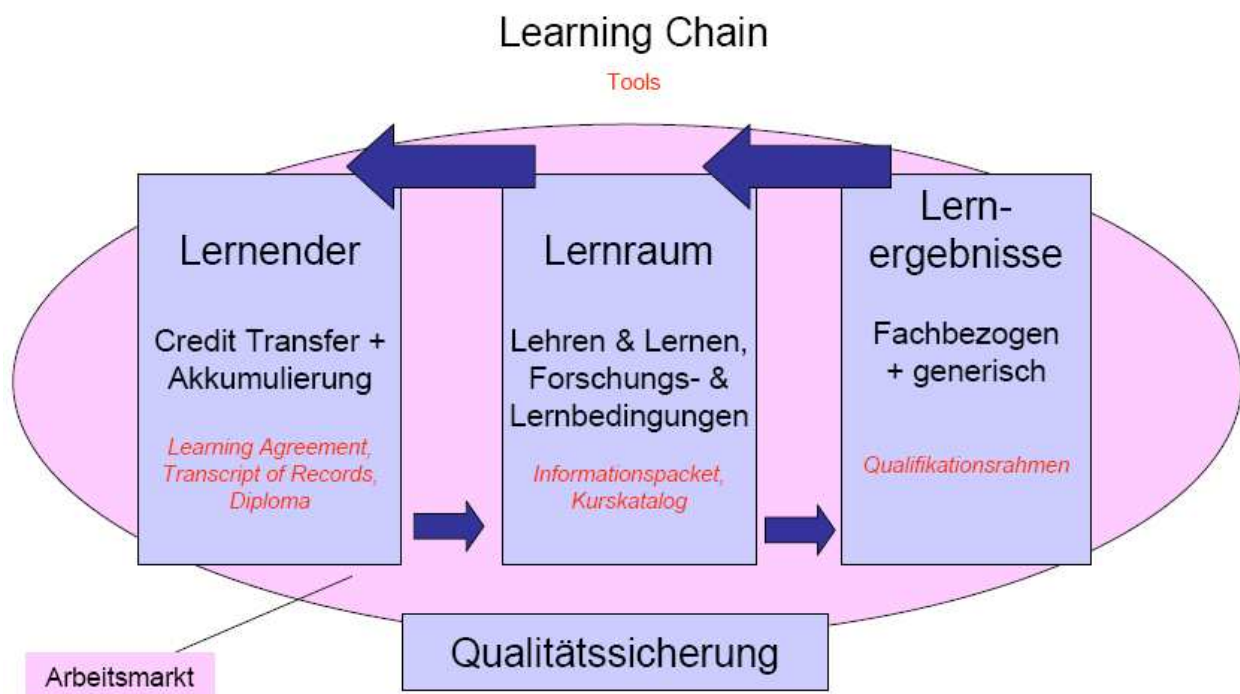 Learning Chain
Tools
Lernender
Credit Transfer +
Akkumulierung
Learning Agreement,
Transcript of Records,
Diploma
Lernraum
Lehren & Lernen,
Forschungs- &
Lernbedingungen
Informationspacket,
Kurskatalog
Lern-
ergebnisse
Fachbezogen
+ generisch
Qualifikationsrahmen
Qualitätssicherung
Arbeitsmarkt